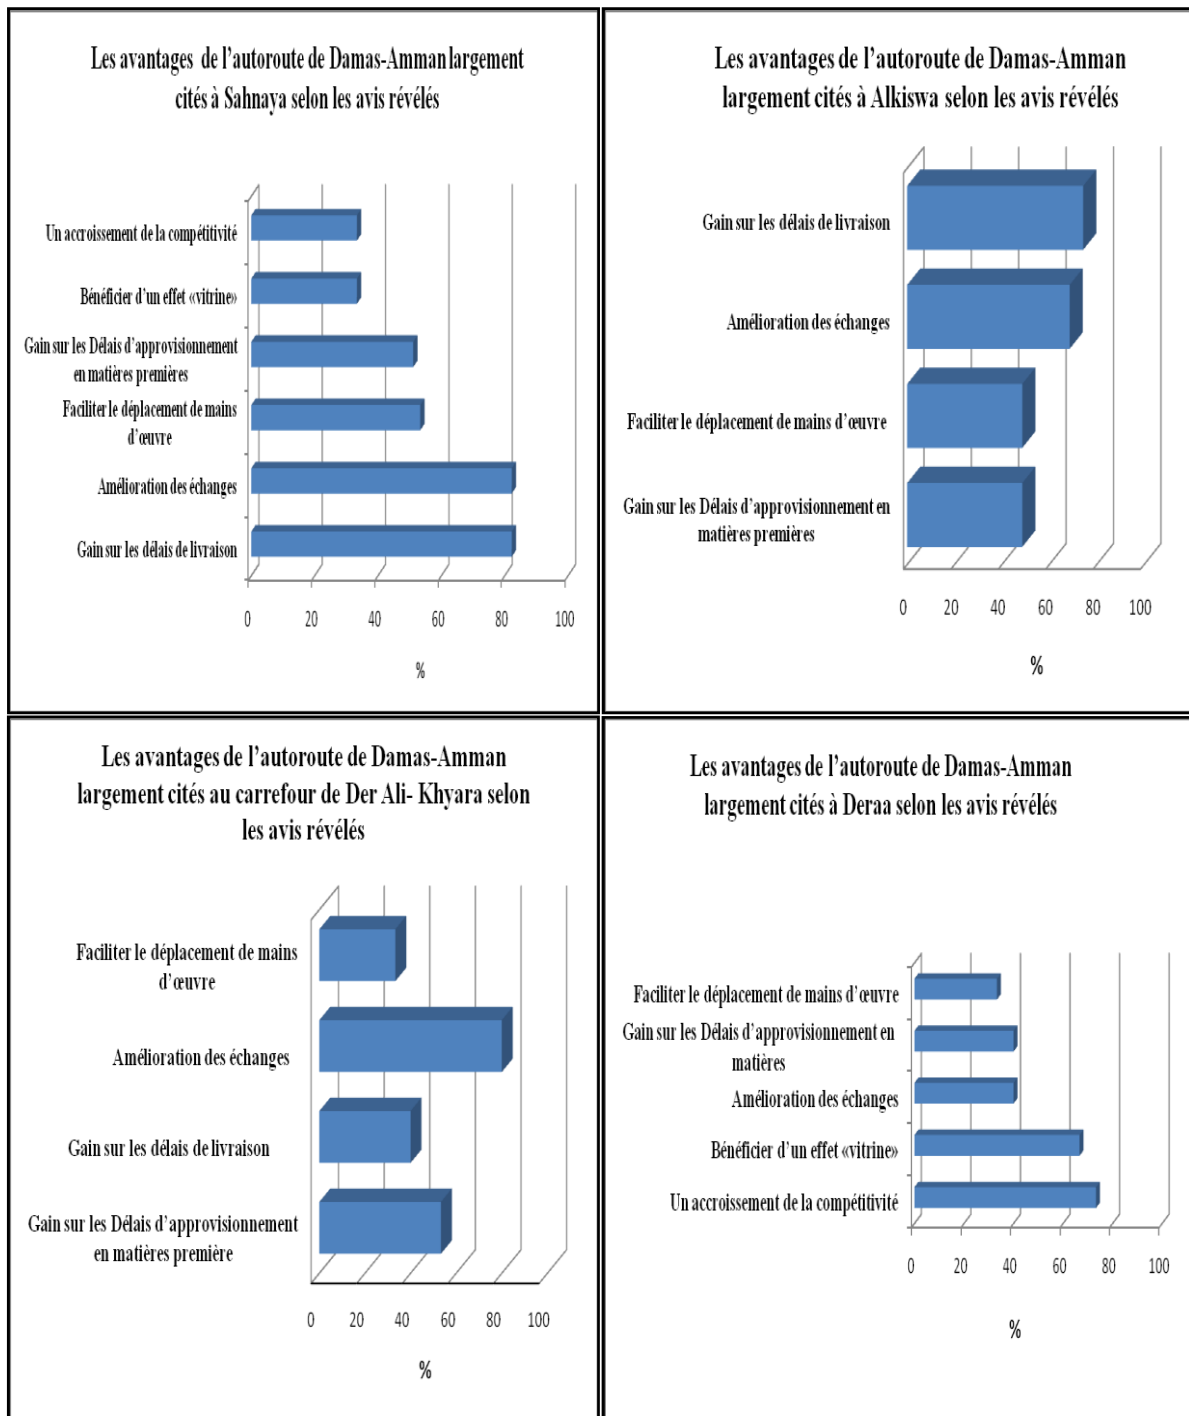 Les avantages de l’autoroute de Damas-Amman largement
cités à Sahnaya selon les avis révélés
Un accroissement de la compétitivité
Bénéficier d’un effet «vitrine»
Gain sur les Délais d’approvisionnement
en matières premières
Faciliter le déplacement de mains
d’œuvre
Amélioration des échanges
Gain sur les délais de livraison
0 20 40 60 80 100
%
Les avantages de l’autoroute de Damas-Amman
largement cités à Alkiswa selon les avis révélés
Gain sur les délais de livraison
Amélioration des échanges
Faciliter le déplacement de mains d’œuvre
Gain sur les Délais d’approvisionnement en
matières premières
0 20 40 60 80 100
%
Les avantages de l’autoroute de Damas-Amman
largement cités au carrefour de Der Ali- Khyara selon
les avis révélés
Faciliter le déplacement de mains
d’œuvre
Amélioration des échanges
Gain sur les délais de livraison
Gain sur les Délais d’approvisionnement
en matières première
0 20 40 60 80 100
%
Les avantages de l’autoroute de Damas-Amman
largement cités à Deraa selon les avis révélés
Faciliter le déplacement de mains d’œuvre
Gain sur les Délais d’approvisionnement en
matières
Amélioration des échanges
Bénéficier d’un effet «vitrine»
Un accroissement de la compétitivité
0 20 40 60 80 100
%